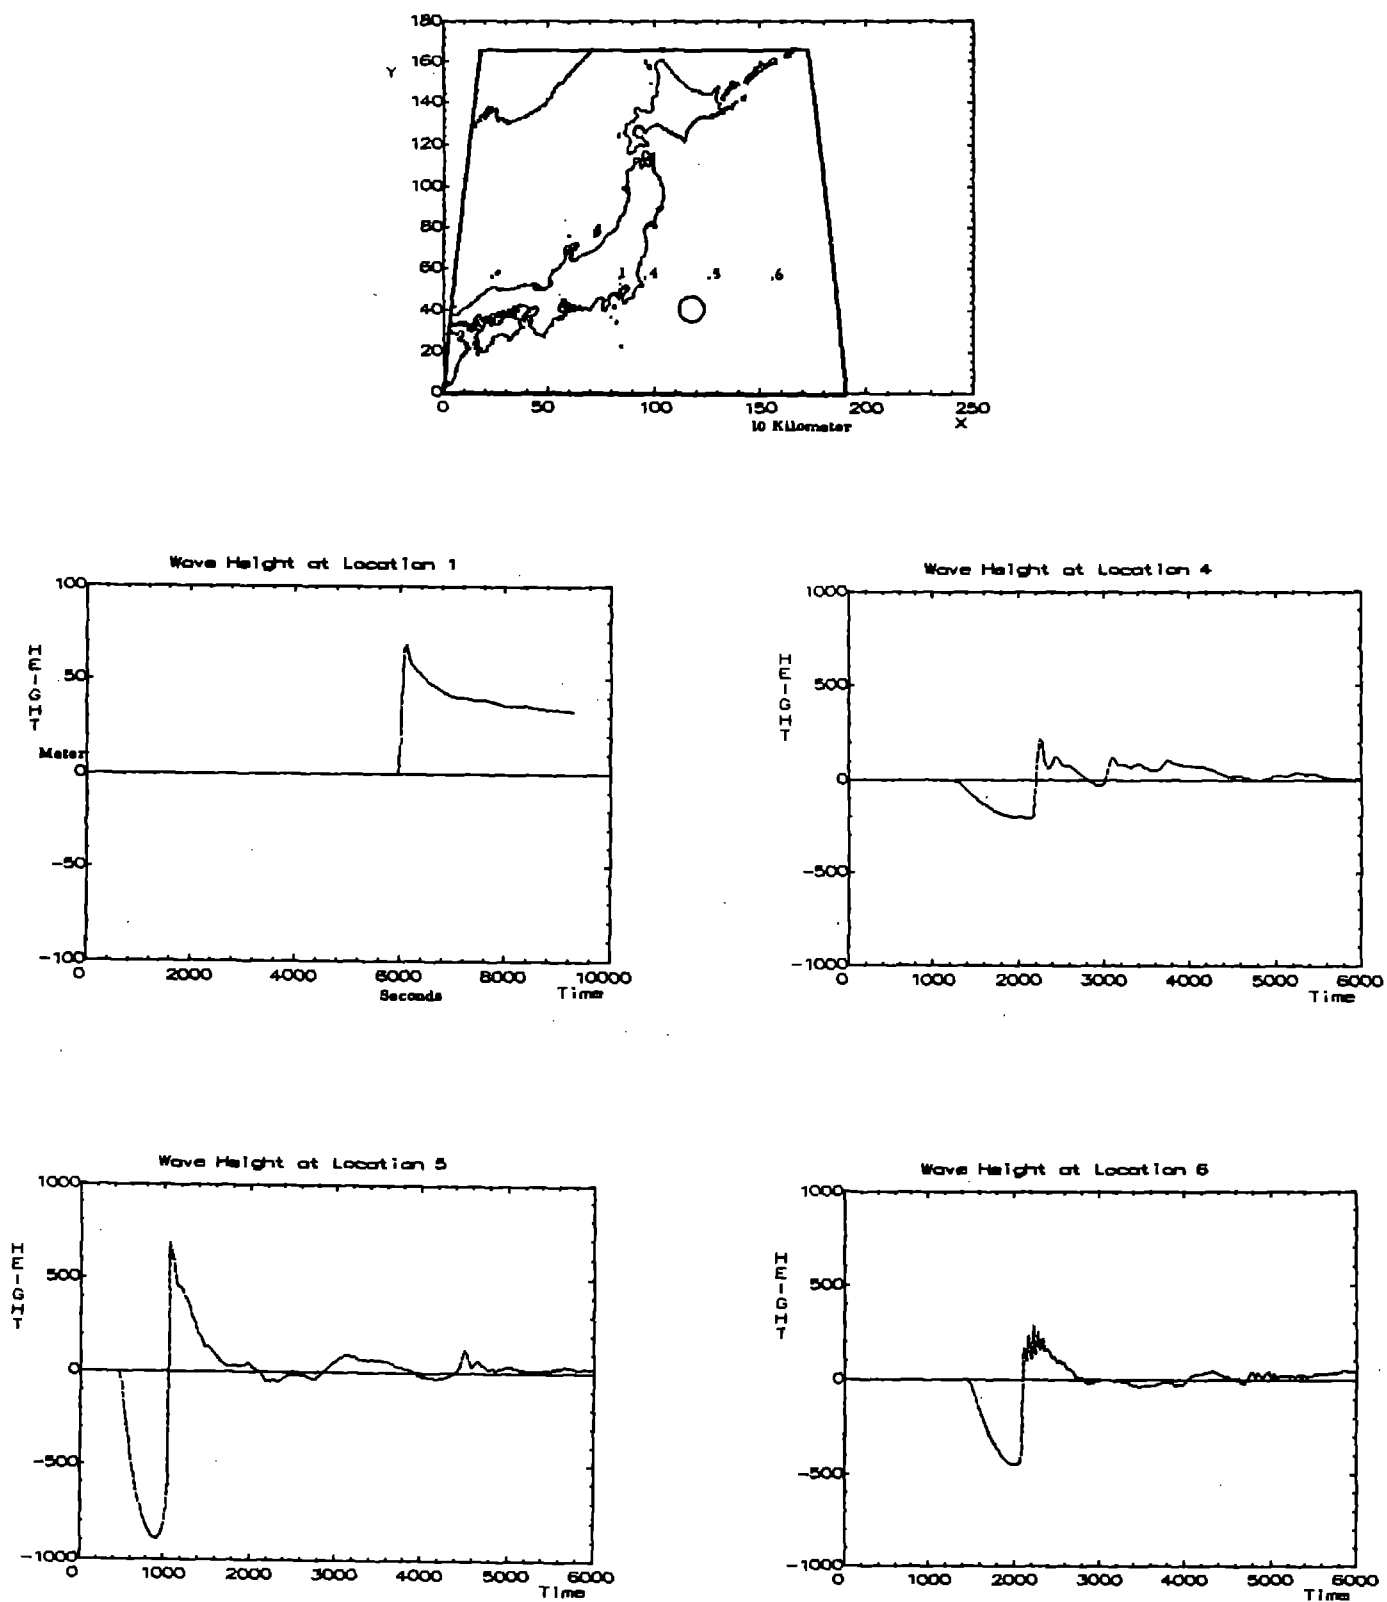 180
160
Y
140
120
100
80
60
.1 .4 .5 .6
40
20
0
0 50 100 150 200 250
10 Kilometer X
Wave Height at Location 1
100
50
0
-50
-100
HEIGHT
Meter
0 2000 4000 6000 8000 10000
Seconds Time
Wave Height at Location 4
1000
500
0
-500
-1000
HEIGHT
0 1000 2000 3000 4000 5000 6000
Time
Wave Height at Location 5
1000
500
0
-500
-1000
HEIGHT
0 1000 2000 3000 4000 5000 6000
Time
Wave Height at Location 6
1000
500
0
-500
-1000
HEIGHT
0 1000 2000 3000 4000 5000 6000
Time